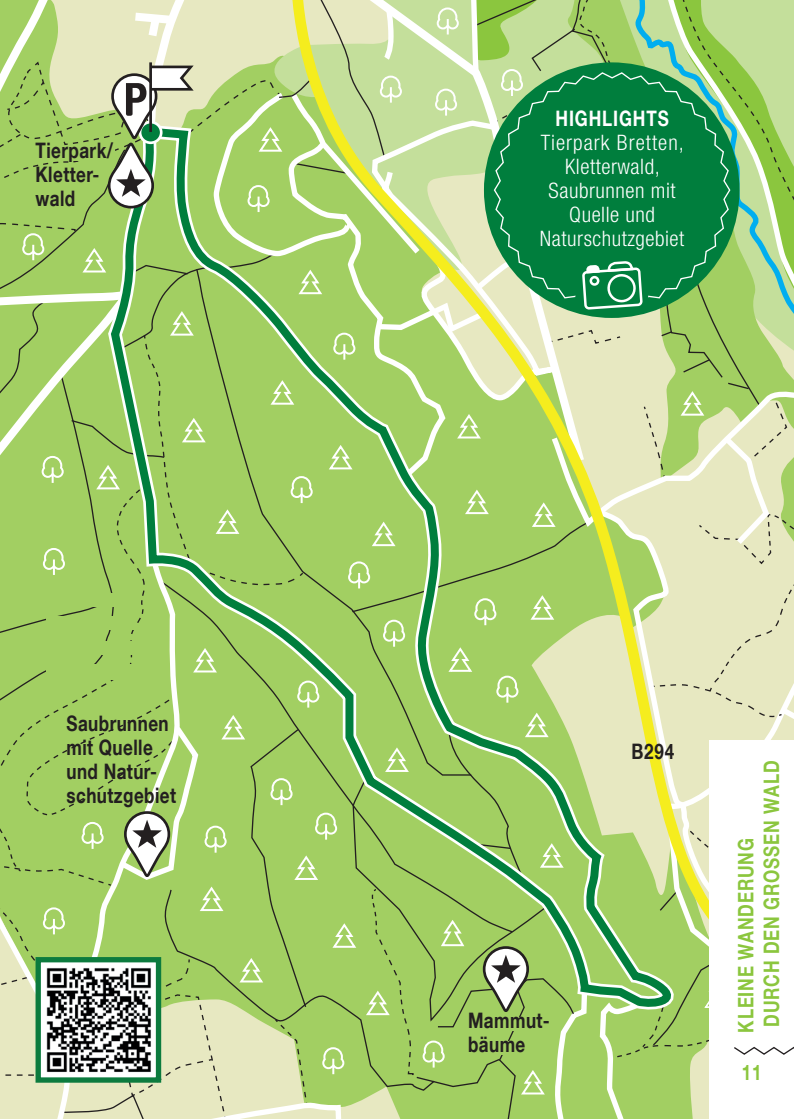 P
Tierpark/
Kletter-
wald
HIGHLIGHTS
Tierpark Bretten,
Kletterwald,
Saubrunnen mit
Quelle und
Naturschutzgebiet
Saubrunnen
mit Quelle
und Natur-
schutzgebiet
B294
Mammut-
bäume
KLEINE WANDERUNG
DURCH DEN GROSSEN WALD
11